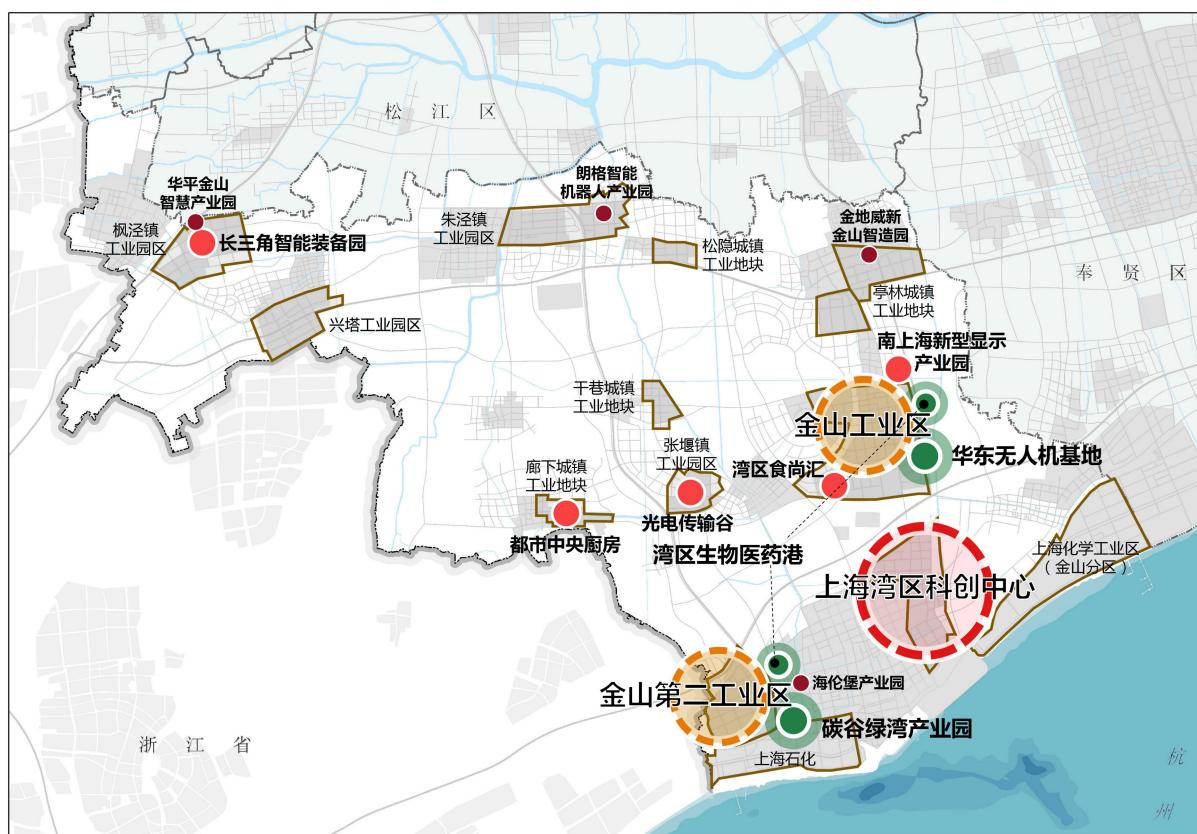 松江区
华平金山
智慧产业园
朗格智能
机器人产业园
枫泾镇
工业园区
长三角智能装备园
朱泾镇
工业园区
松隐城镇
工业地块
金地威新
金山智造园
奉贤区
亭林城镇
工业地块
兴塔工业园区
南上海新型显示
产业园
干巷城镇
工业地块
金山工业区
张堰镇
工业园区
湾区食尚汇
华东无人机基地
廊下城镇
工业地块
都市中央厨房
光电传输谷
湾区生物医药港
上海化学工业区
（金山分区）
上海湾区科创中心
金山第二工业区
海伦堡产业园
碳谷绿湾产业园
上海石化
浙江省
杭
州